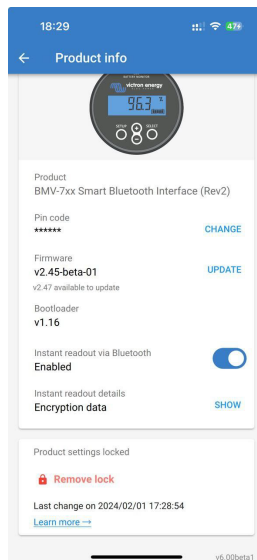 18:29
47+
← Product info
BATTERY MONITOR
victron energy
96.3 %
SETUP
SELECT
+
−
Product
BMV-7xx Smart Bluetooth Interface (Rev2)
Pin code
****** CHANGE
Firmware
v2.45-beta-01 UPDATE
v2.47 available to update
Bootloader
v1.16
Instant readout via Bluetooth
Enabled
Instant readout details
Encryption data SHOW
Product settings locked
Remove lock
Last change on 2024/02/01 17:28:54
Learn more →
v6.00beta1